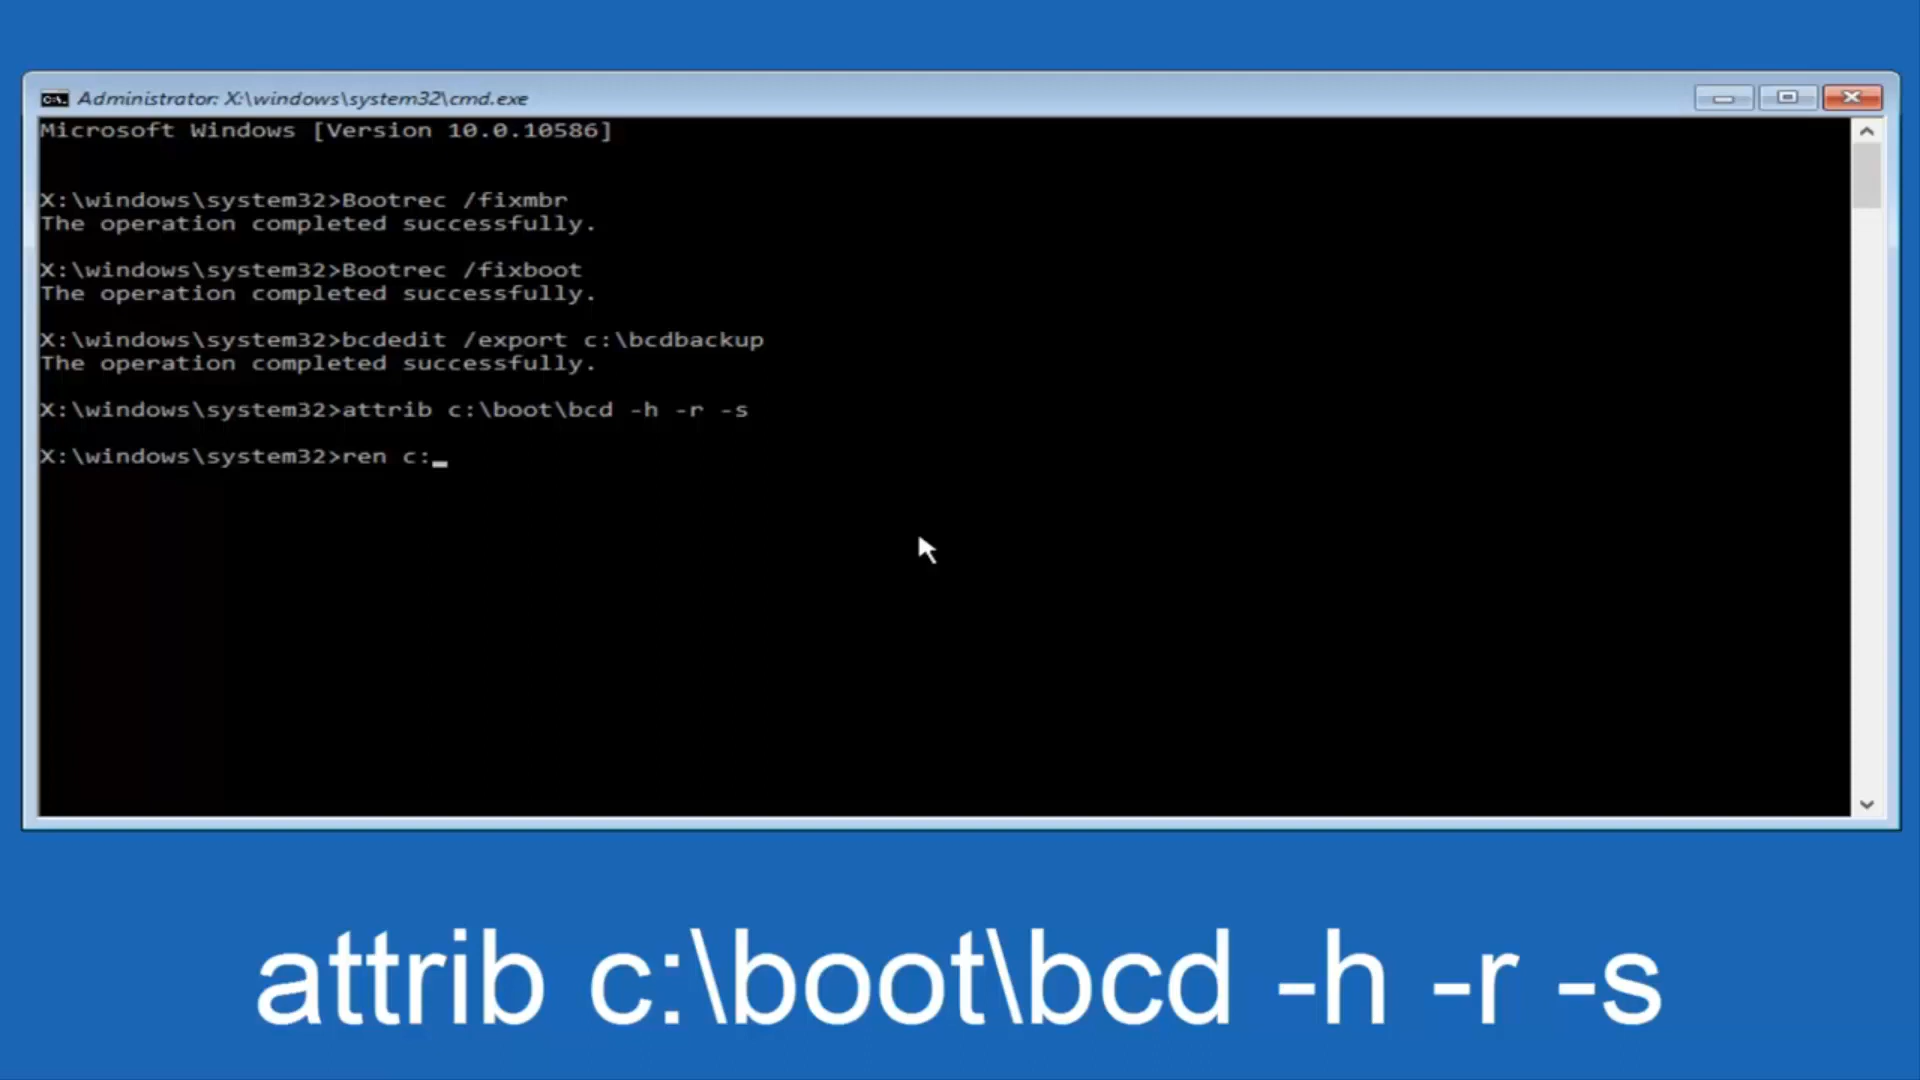 Administrator: X:\windows\system32\cmd.exe
Microsoft Windows [Version 10.0.10586]
X:\windows\system32>Bootrec /fixmbr
The operation completed successfully.
X:\windows\system32>Bootrec /fixboot
The operation completed successfully.
X:\windows\system32>bcdedit /export c:\bcdbackup
The operation completed successfully.
X:\windows\system32>attrib c:\boot\bcd -h -r -s
X:\windows\system32>ren c:_
attrib c:\boot\bcd -h -r -s